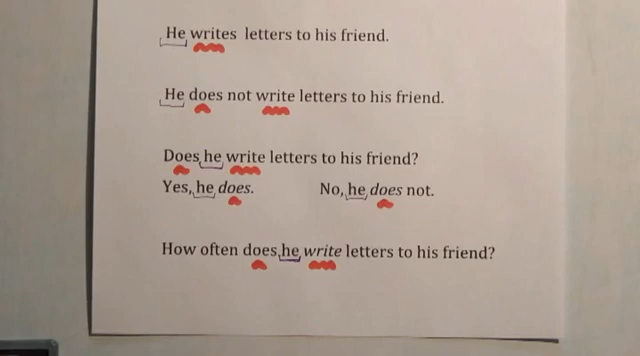 He writes letters to his friend.
He does not write letters to his friend.
Does he write letters to his friend?
Yes, he does. No, he does not.
How often does he write letters to his friend?